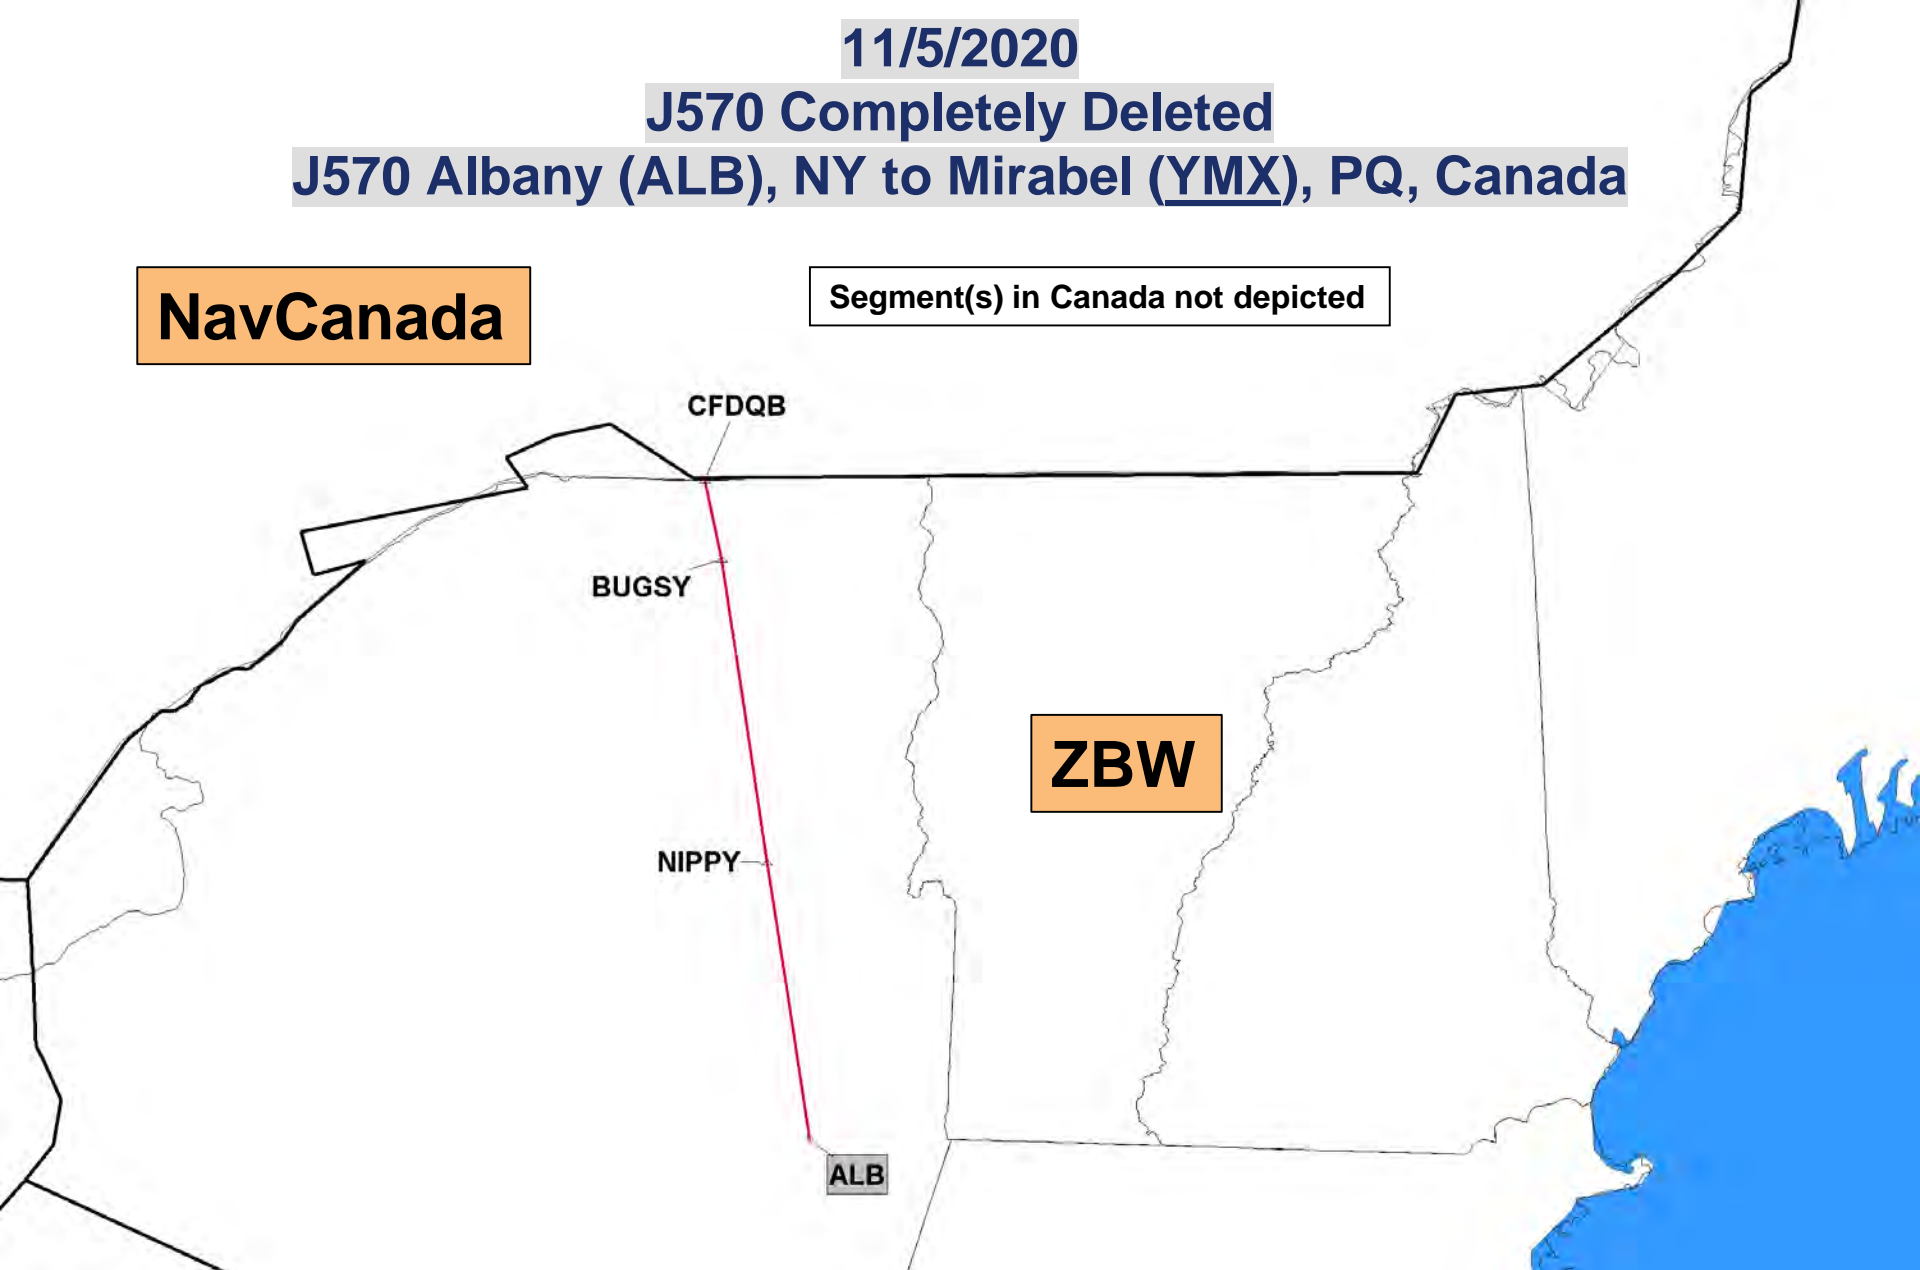 11/5/2020
J570 Completely Deleted
J570 Albany (ALB), NY to Mirabel (YMX), PQ, Canada
NavCanada
Segment(s) in Canada not depicted
CFDQB
BUGSY
ZBW
NIPPY
ALB